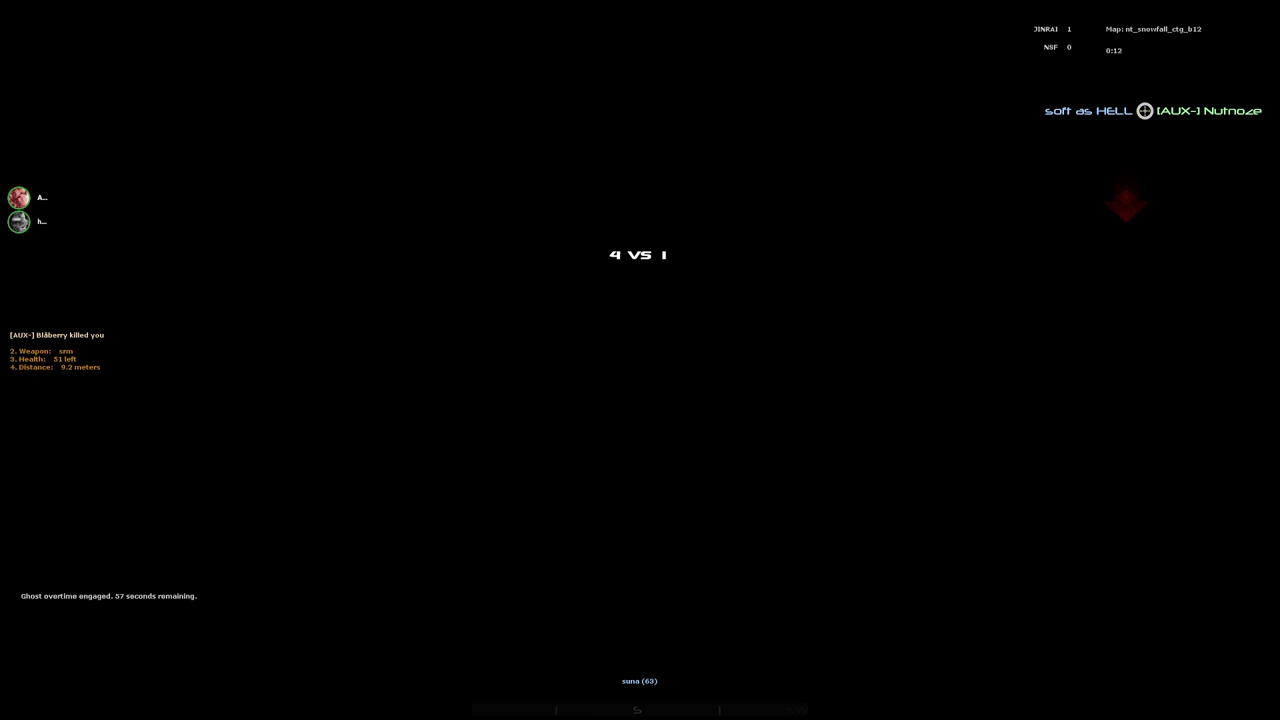 JINRAI 1 Map: nt_snowfall_ctg_b12
NSF 0 0:12
soft as HELL [AUX-] Nutnoze
A...
h...
4 VS 1
[AUX-] Blåberry killed you
2. Weapon: srm
3. Health: 51 left
4. Distance: 9.2 meters
Ghost overtime engaged. 57 seconds remaining.
suna (63)
S